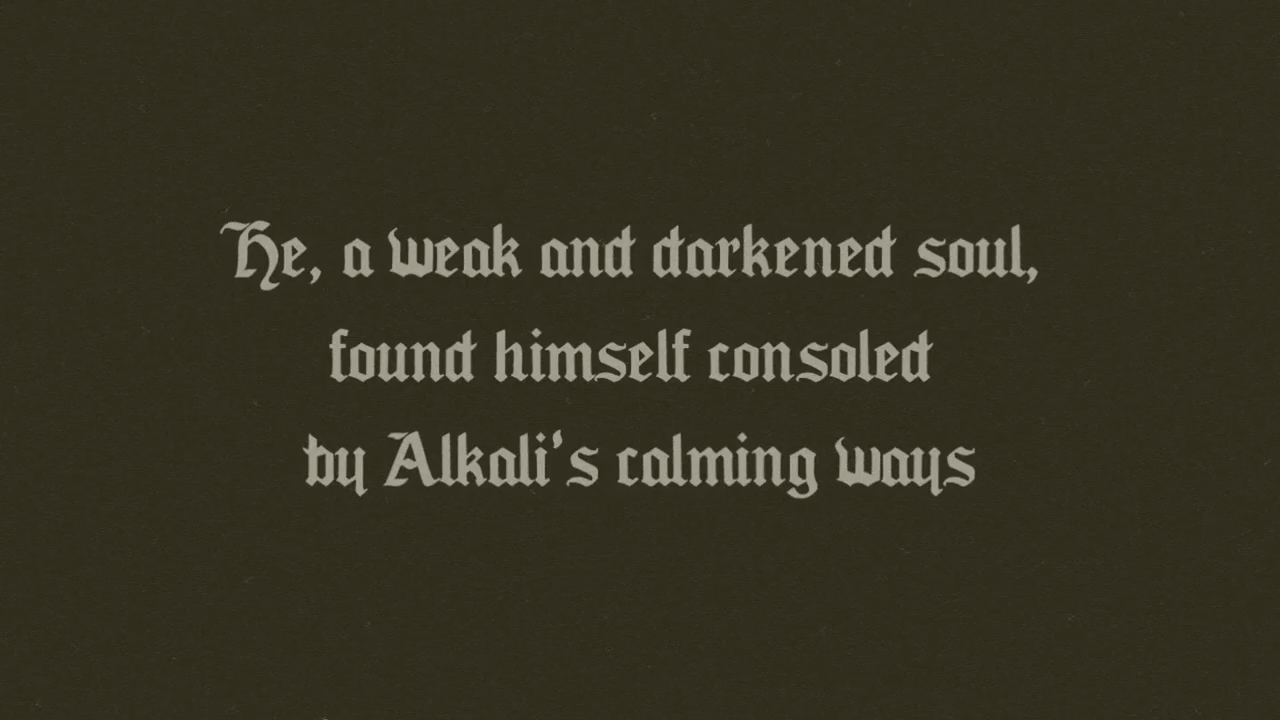 He, a weak and darkened soul,
found himself consoled
by Alkali's calming ways